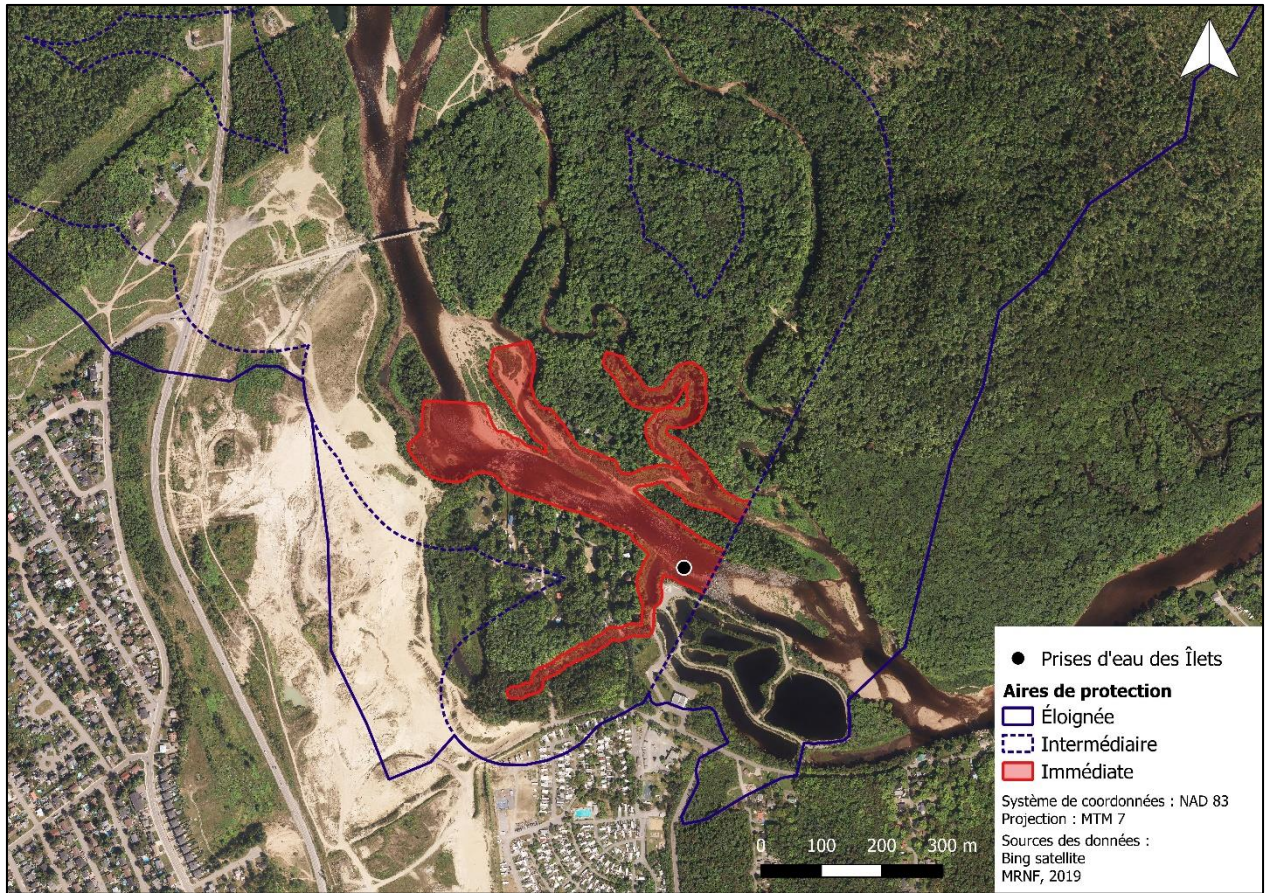 Prises d'eau des Îlets
Aires de protection
Éloignée
Intermédiaire
Immédiate
Système de coordonnées : NAD 83
Projection : MTM 7
Sources des données :
Bing satellite
MRNF, 2019
0 100 200 300 m